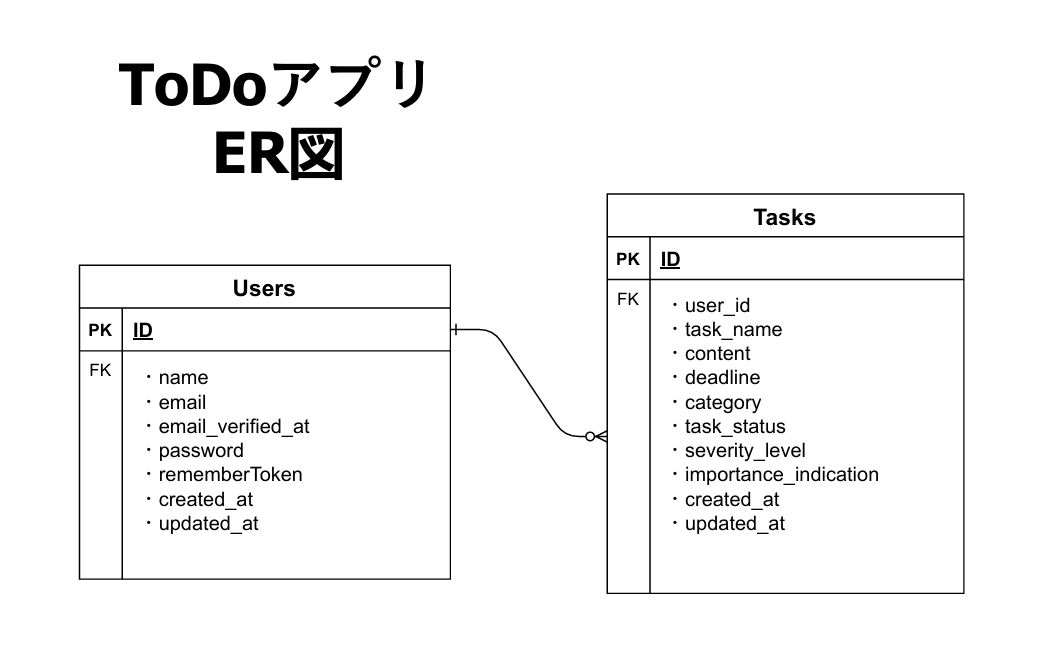 ToDoアプリ
ER図
Users
PK ID
FK
・name
・email
・email_verified_at
・password
・rememberToken
・created_at
・updated_at
Tasks
PK ID
FK
・user_id
・task_name
・content
・deadline
・category
・task_status
・severity_level
・importance_indication
・created_at
・updated_at